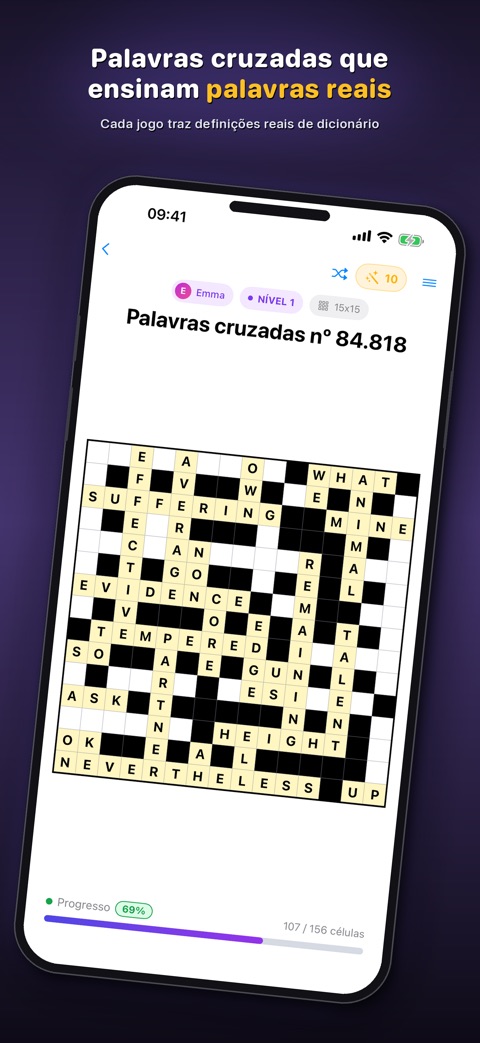 Palavras cruzadas que
ensinam palavras reais
Cada jogo traz definições reais de dicionário
09:41
10
E Emma
NÍVEL 1
15x15
Palavras cruzadas nº 84.818
E A O WHAT
F V W E N
SUFFERING MINE
E R M
C AN R A
T GO E L
EVIDENCE M
V O E A T
TEMPERED I A
SO A E GUN L
R ESI E
ASK T N N
N HEIGHT
OK E A L
NEVERTHELESS UP
Progresso 69%
107 / 156 células